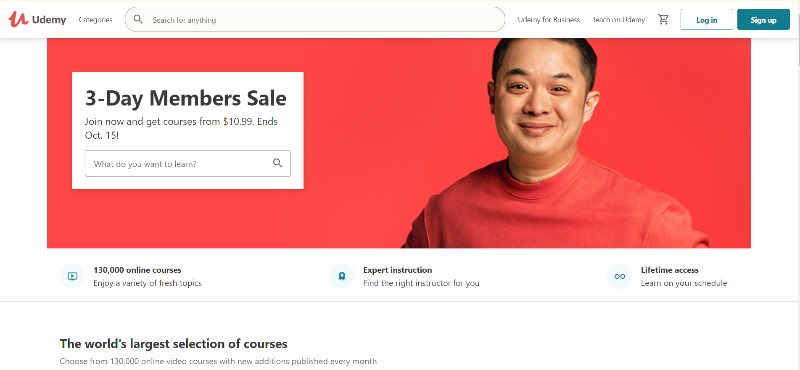 Udemy
Categories
Search for anything
Udemy for Business
Teach on Udemy
Log in
Sign up
3-Day Members Sale
Join now and get courses from $10.99. Ends
Oct. 15!
What do you want to learn?
130,000 online courses
Enjoy a variety of fresh topics
Expert instruction
Find the right instructor for you
Lifetime access
Learn on your schedule
The world's largest selection of courses
Choose from 130,000 online video courses with new additions published every month